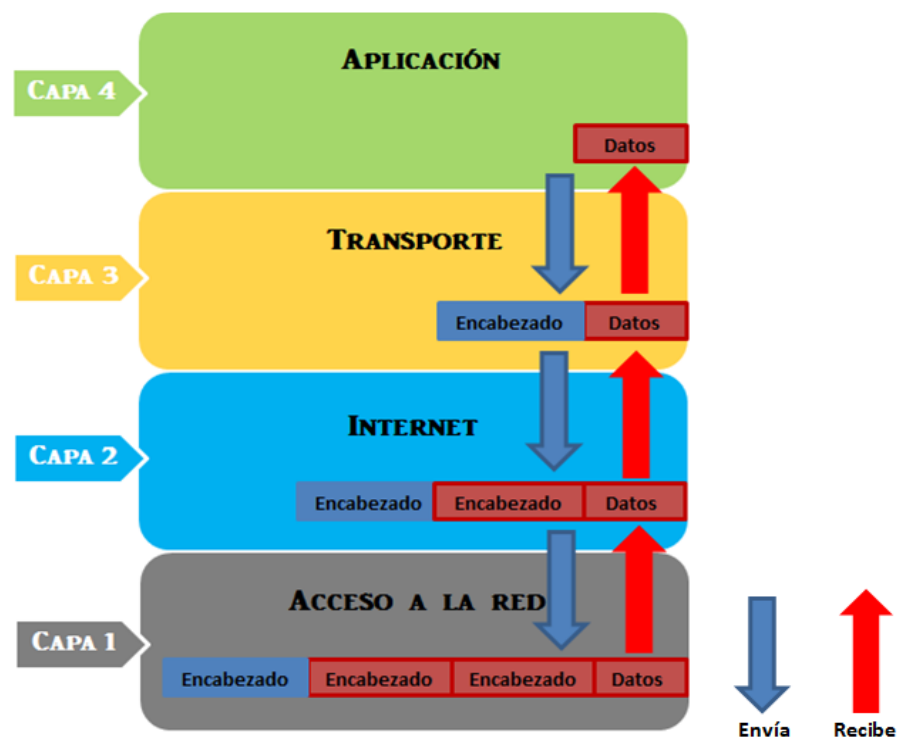 APLICACIÓN
CAPA 4
Datos
TRANSPORTE
CAPA 3
Encabezado Datos
INTERNET
CAPA 2
Encabezado Encabezado Datos
ACCESO A LA RED
CAPA 1
Encabezado Encabezado Encabezado Datos
Envía Recibe